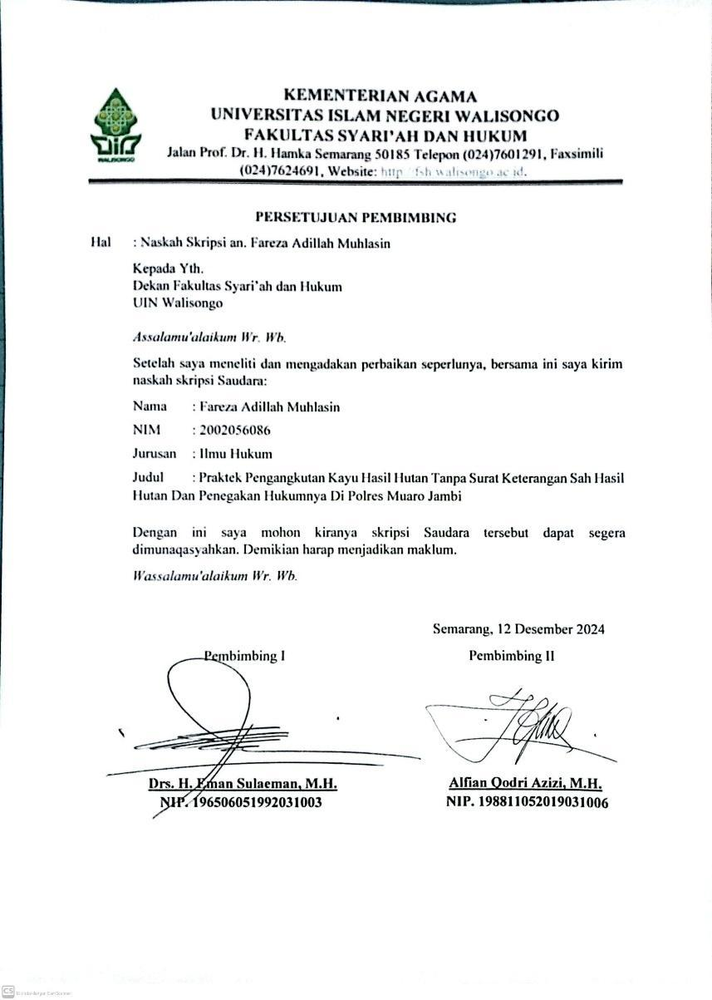 KEMENTERIAN AGAMA
UNIVERSITAS ISLAM NEGERI WALISONGO
FAKULTAS SYARI'AH DAN HUKUM
Jalan Prof. Dr. H. Hamka Semarang 50185 Telepon (024)7601291, Faxsimili
(024)7624691, Website: http://fsh.walisongo.ac.id.
WALISONGO
PERSETUJUAN PEMBIMBING
Hal : Naskah Skripsi an. Fareza Adillah Muhlasin
Kepada Yth.
Dekan Fakultas Syari'ah dan Hukum
UIN Walisongo
Assalamu'alaikum Wr. Wb.
Setelah saya meneliti dan mengadakan perbaikan seperlunya, bersama ini saya kirim
naskah skripsi Saudara:
Nama : Fareza Adillah Muhlasin
NIM : 2002056086
Jurusan : Ilmu Hukum
Judul : Praktek Pengangkutan Kayu Hasil Hutan Tanpa Surat Keterangan Sah Hasil
Hutan Dan Penegakan Hukumnya Di Polres Muaro Jambi
Dengan ini saya mohon kiranya skripsi Saudara tersebut dapat segera
dimunaqasyahkan. Demikian harap menjadikan maklum.
Wassalamu'alaikum Wr. Wb.
Semarang, 12 Desember 2024
Pembimbing I Pembimbing II
Drs. H. Eman Sulaeman, M.H. Alfian Qodri Azizi, M.H.
NIP. 196506051992031003 NIP. 198811052019031006
CS